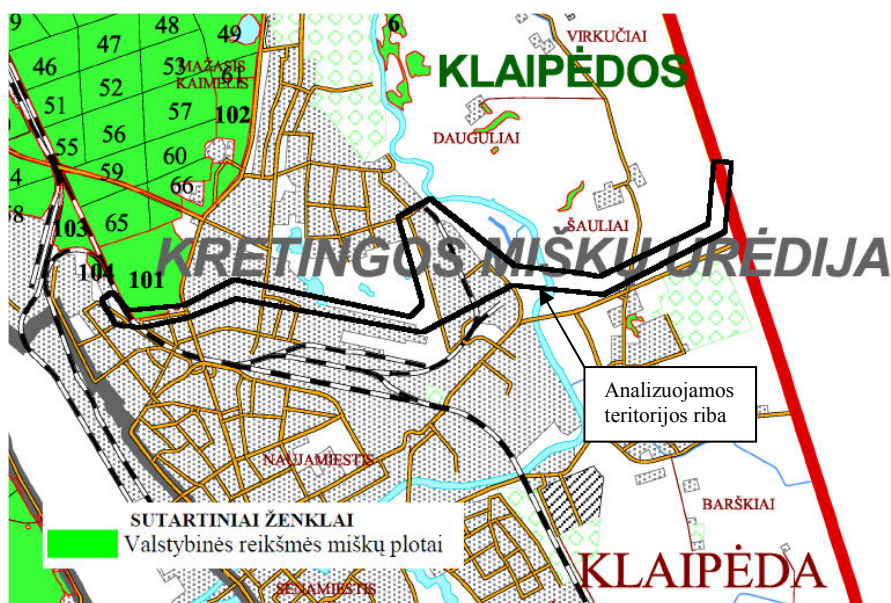 9
47
48
49
6
VIRKUČIAI
46
53
61
MAŽASIS
KAIMELIS
KLAIPĖDOS
52
51
57
102
56
DAUGULIAI
55
60
59
4
66
58
65
103
ŠAULIAI
KRETINGOS MIŠKŲ URĖDIJA
104
101
Analizuojamos
teritorijos riba
NAUJAMIESTIS
BARŠKIAI
SUTARTINIAI ŽENKLAI
Valstybinės reikšmės miškų plotai
KLAIPĖDA
SENAMIESTIS